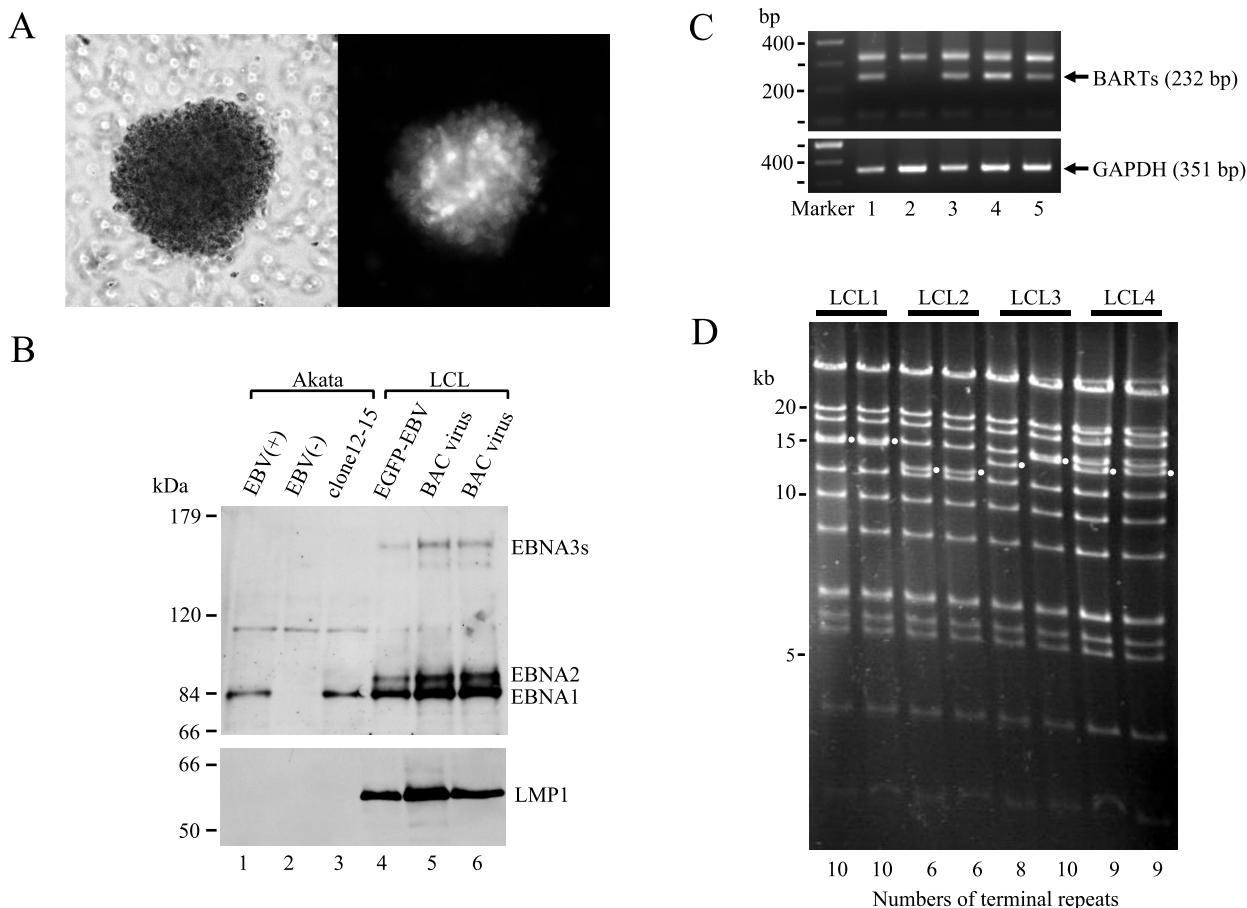 A
B
Akata LCL
EBV(+) EBV(-) clone12-15 EGFP-EBV BAC virus BAC virus
kDa
179
EBNA3s
120
EBNA2
84
EBNA1
66
66
LMP1
50
1 2 3 4 5 6
C
bp
400
BARTs (232 bp)
200
400
GAPDH (351 bp)
Marker 1 2 3 4 5
D
LCL1 LCL2 LCL3 LCL4
kb
20
15
10
5
10 10 6 6 8 10 9 9
Numbers of terminal repeats